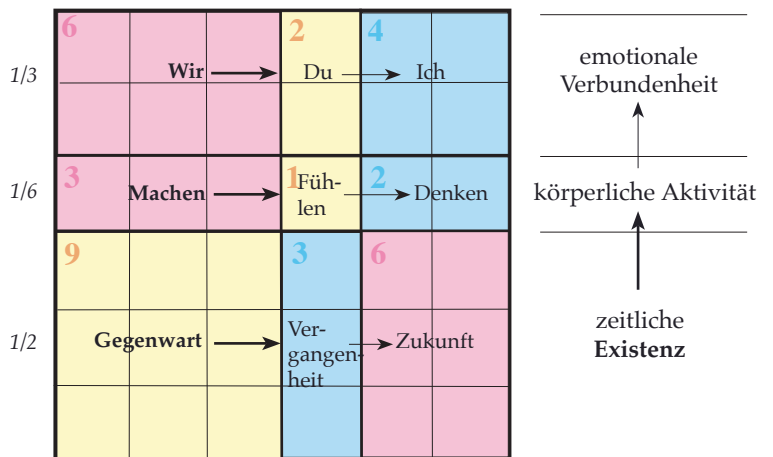 6 2 4
1/3 Wir Du Ich
emotionale
Verbundenheit
3 1 2
1/6 Machen Füh-
len Denken
körperliche Aktivität
9 3 6
1/2 Gegenwart Ver-
gangen-
heit Zukunft
zeitliche
Existenz